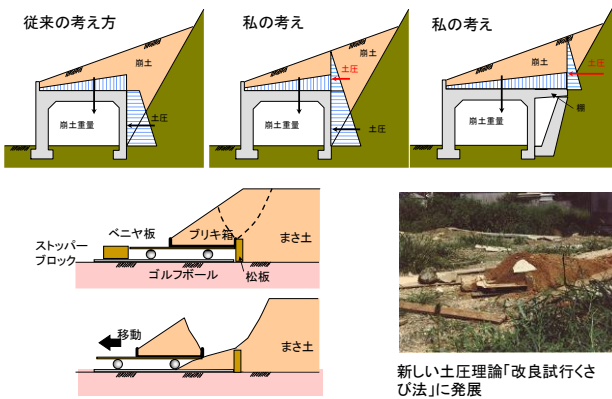 従来の考え方
崩土
崩土重量
土圧
私の考え
崩土
土圧
崩土重量
土圧
私の考え
崩土
土圧
棚
崩土重量
ベニヤ板
ブリキ箱
まさ土
ストッパー
ブロック
ゴルフボール
松板
移動
まさ土
新しい土圧理論「改良試行くさ
び法」に発展